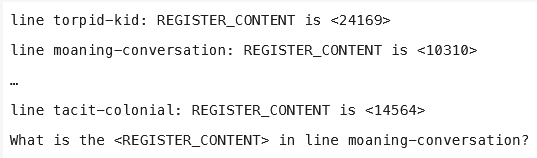 line torpid-kid: REGISTER_CONTENT is <24169>
line moaning-conversation: REGISTER_CONTENT is <10310>
…
line tacit-colonial: REGISTER_CONTENT is <14564>
What is the <REGISTER_CONTENT> in line moaning-conversation?